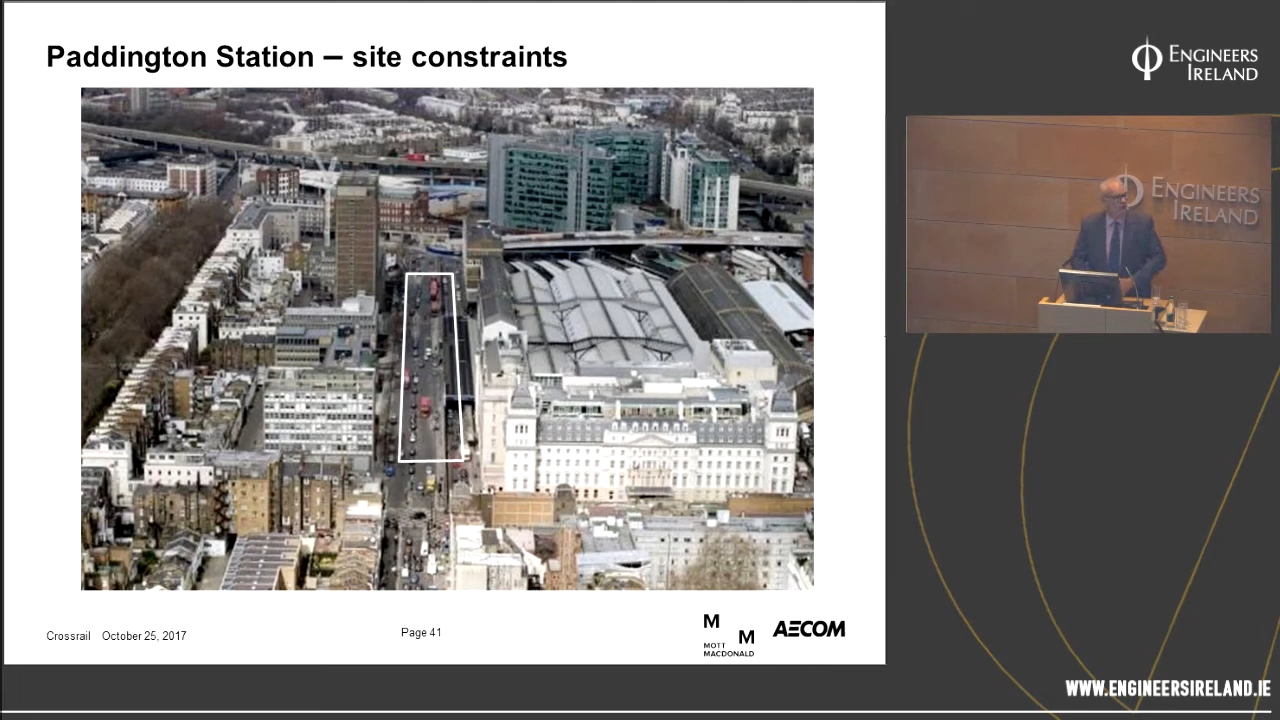 Paddington Station – site constraints
Crossrail October 25, 2017
Page 41
M
M
MOTT
MACDONALD
AECOM
ENGINEERS
IRELAND
ENGINEERS
IRELAND
WWW.ENGINEERSIRELAND.IE